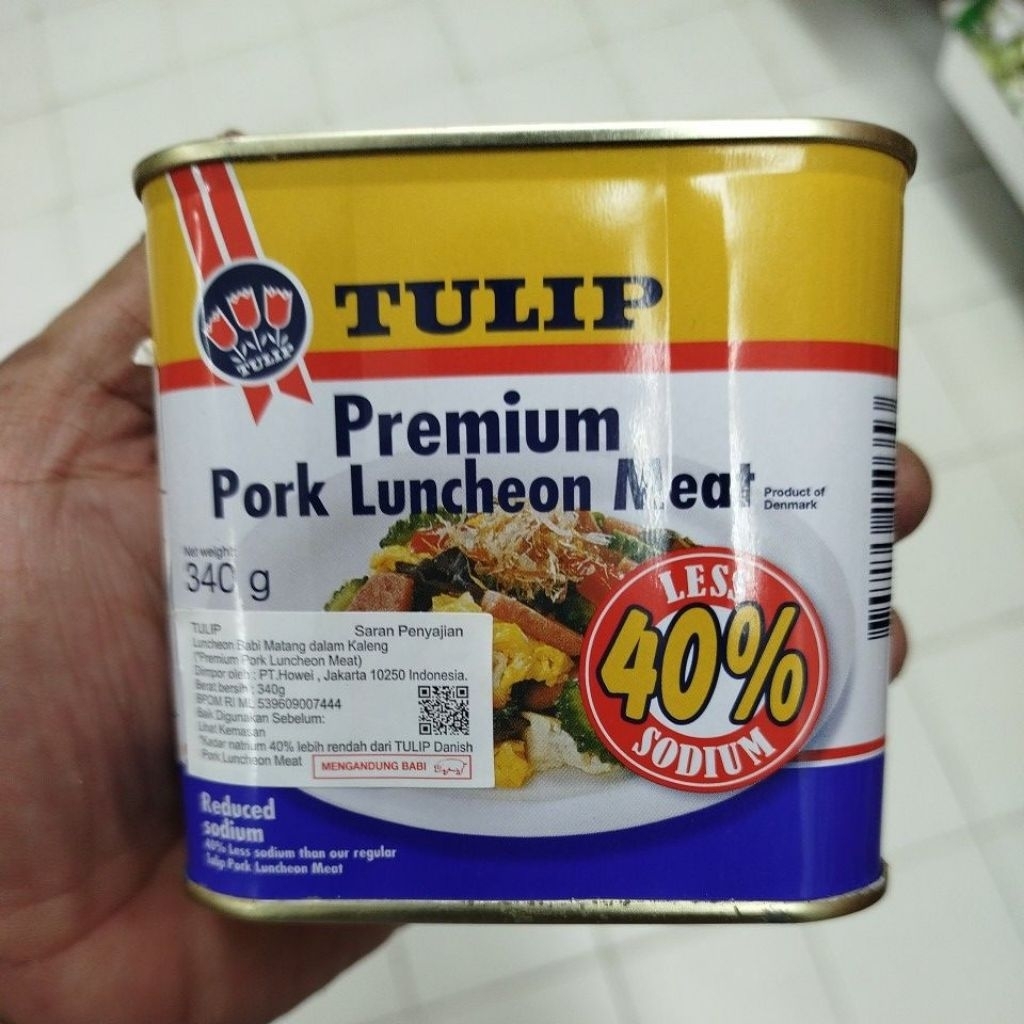 TULIP
TULIP
Premium
Pork Luncheon Meat
Product of
Denmark
Net weight:
340 g
LESS
40%
SODIUM
TULIP Saran Penyajian
Luncheon Babi Matang dalam Kaleng
(Premium Pork Luncheon Meat)
Diimpor oleh : PT.Howei , Jakarta 10250 Indonesia.
Berat bersih : 340g
BPOM RI ML 539609007444
Baik Digunakan Sebelum:
Lihat Kemasan
*Kadar natrium 40% lebih rendah dari TULIP Danish
Pork Luncheon Meat
MENGANDUNG BABI
Reduced
sodium
40% Less sodium than our regular
Tulip Pork Luncheon Meat